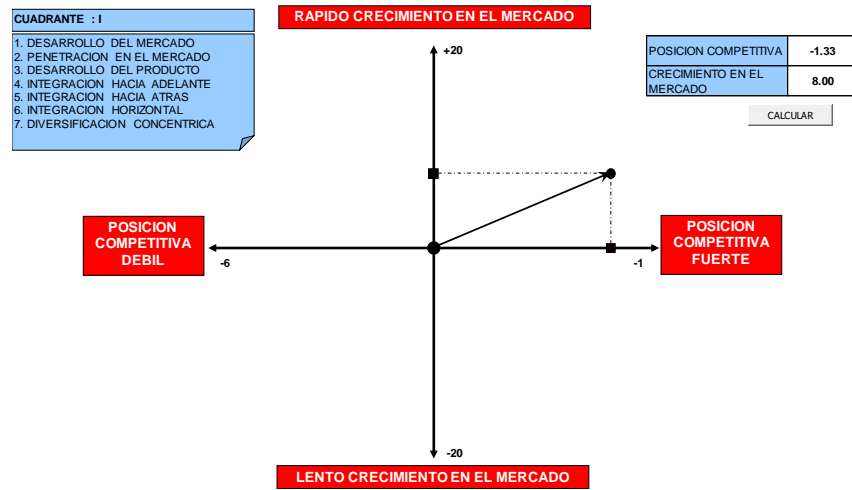 CUADRANTE : I
1. DESARROLLO DEL MERCADO
2. PENETRACION EN EL MERCADO
3. DESARROLLO DEL PRODUCTO
4. INTEGRACION HACIA ADELANTE
5. INTEGRACION HACIA ATRAS
6. INTEGRACION HORIZONTAL
7. DIVERSIFICACION CONCENTRICA
RAPIDO CRECIMIENTO EN EL MERCADO
+20
POSICION COMPETITIVA -1.33
CRECIMIENTO EN EL
MERCADO 8.00
CALCULAR
POSICION
COMPETITIVA
DEBIL
-6
-1
POSICION
COMPETITIVA
FUERTE
-20
LENTO CRECIMIENTO EN EL MERCADO